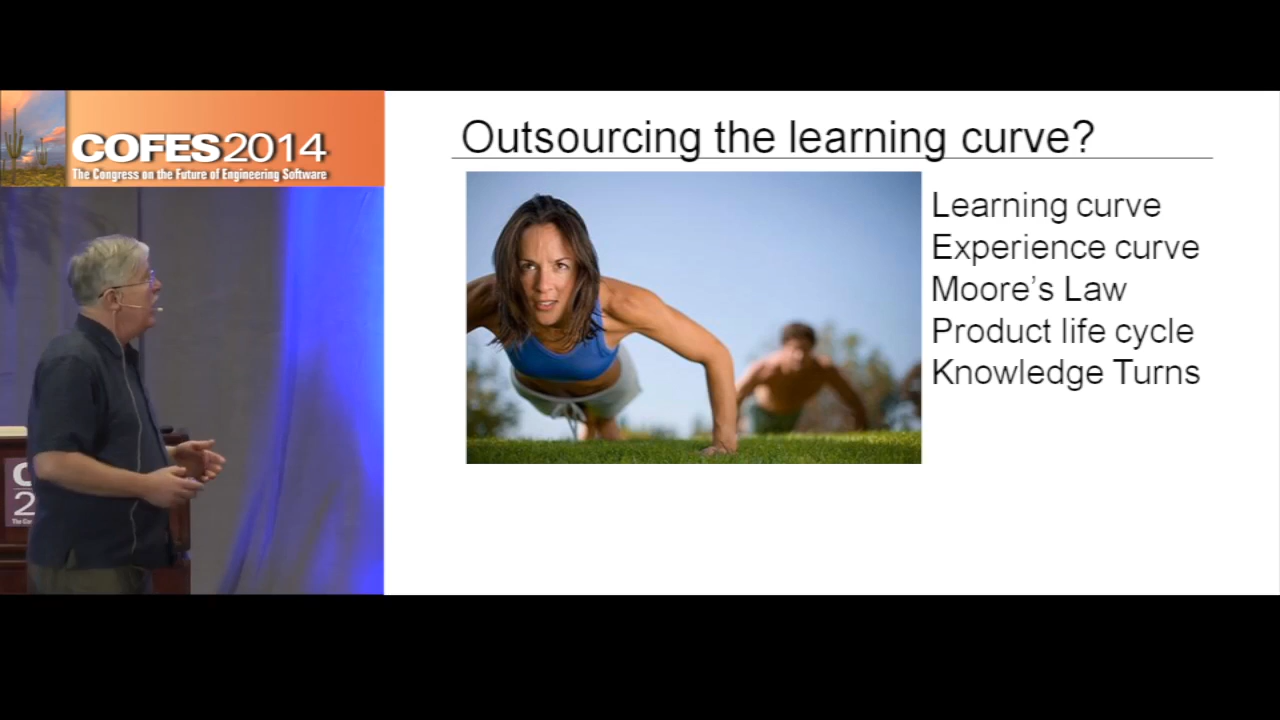 COFES2014
The Congress on the Future of Engineering Software
Outsourcing the learning curve?
Learning curve
Experience curve
Moore's Law
Product life cycle
Knowledge Turns